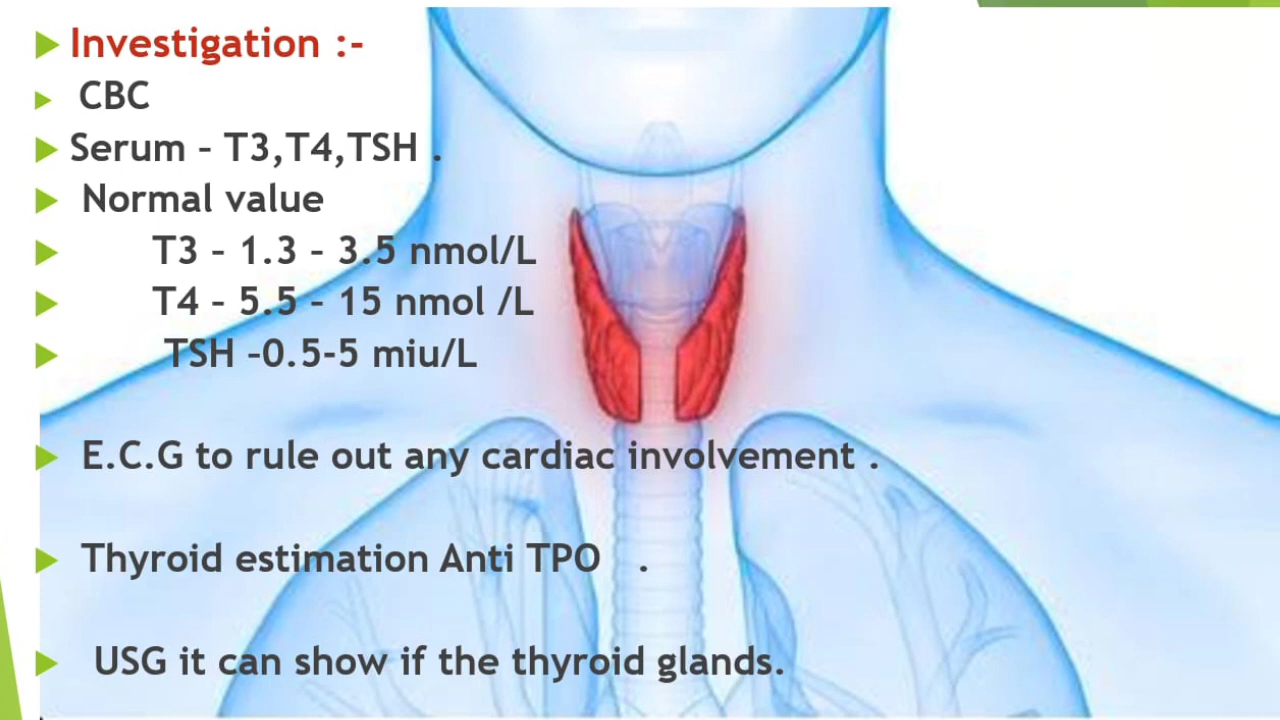 Investigation :-
CBC
Serum – T3,T4,TSH .
Normal value
T3 – 1.3 – 3.5 nmol/L
T4 – 5.5 – 15 nmol /L
TSH –0.5-5 miu/L
E.C.G to rule out any cardiac involvement .
Thyroid estimation Anti TPO .
USG it can show if the thyroid glands.